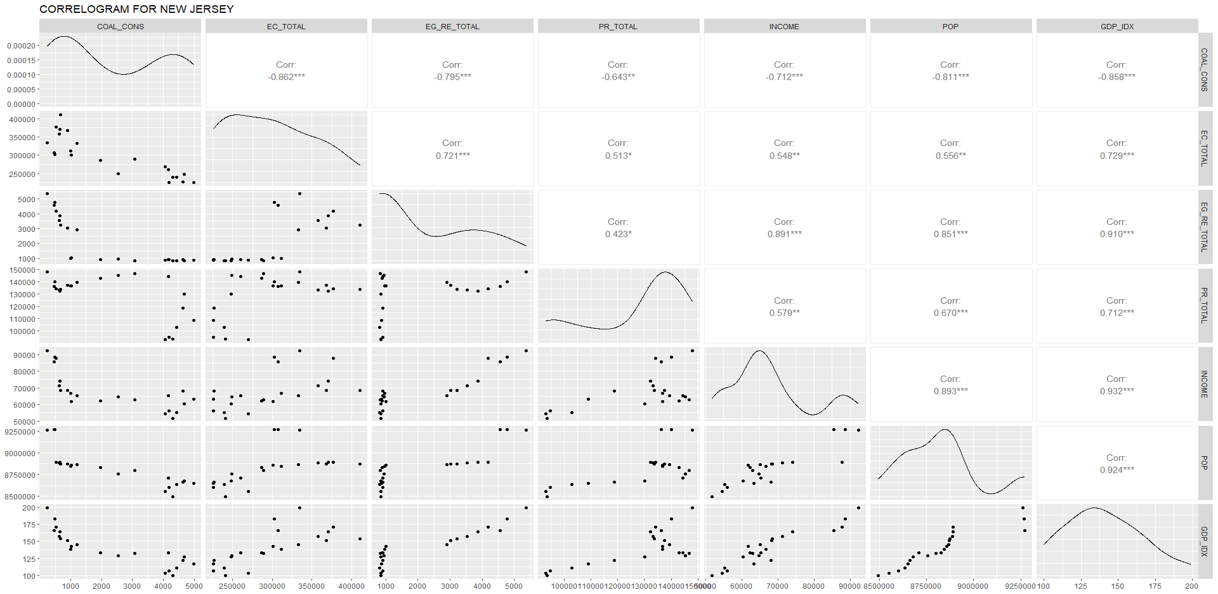 CORRELOGRAM FOR NEW JERSEY
COAL_CONS EC_TOTAL EG_RE_TOTAL PR_TOTAL INCOME POP GDP_IDX
0.00020
0.00015
0.00010
0.00005
0.00000
Corr:
-0.862***
Corr:
-0.795***
Corr:
-0.643**
Corr:
-0.712***
Corr:
-0.811***
Corr:
-0.858***
COAL_CONS
400000
350000
300000
250000
Corr:
0.721***
Corr:
0.513*
Corr:
0.548**
Corr:
0.556**
Corr:
0.729***
EC_TOTAL
5000
4000
3000
2000
1000
Corr:
0.423*
Corr:
0.891***
Corr:
0.851***
Corr:
0.910***
EG_RE_TOTAL
150000
140000
130000
120000
110000
100000
Corr:
0.579**
Corr:
0.670***
Corr:
0.712***
PR_TOTAL
90000
80000
70000
60000
50000
Corr:
0.893***
Corr:
0.932***
INCOME
9250000
9000000
8750000
8500000
Corr:
0.924***
POP
200
175
150
125
100
GDP_IDX
1000 2000 3000 4000 5000 250000 300000 350000 400000 1000 2000 3000 4000 5000 100000 110000 120000 130000 140000 60000 70000 80000 90000 8500000 8750000 9000000 100 125 150 175 200